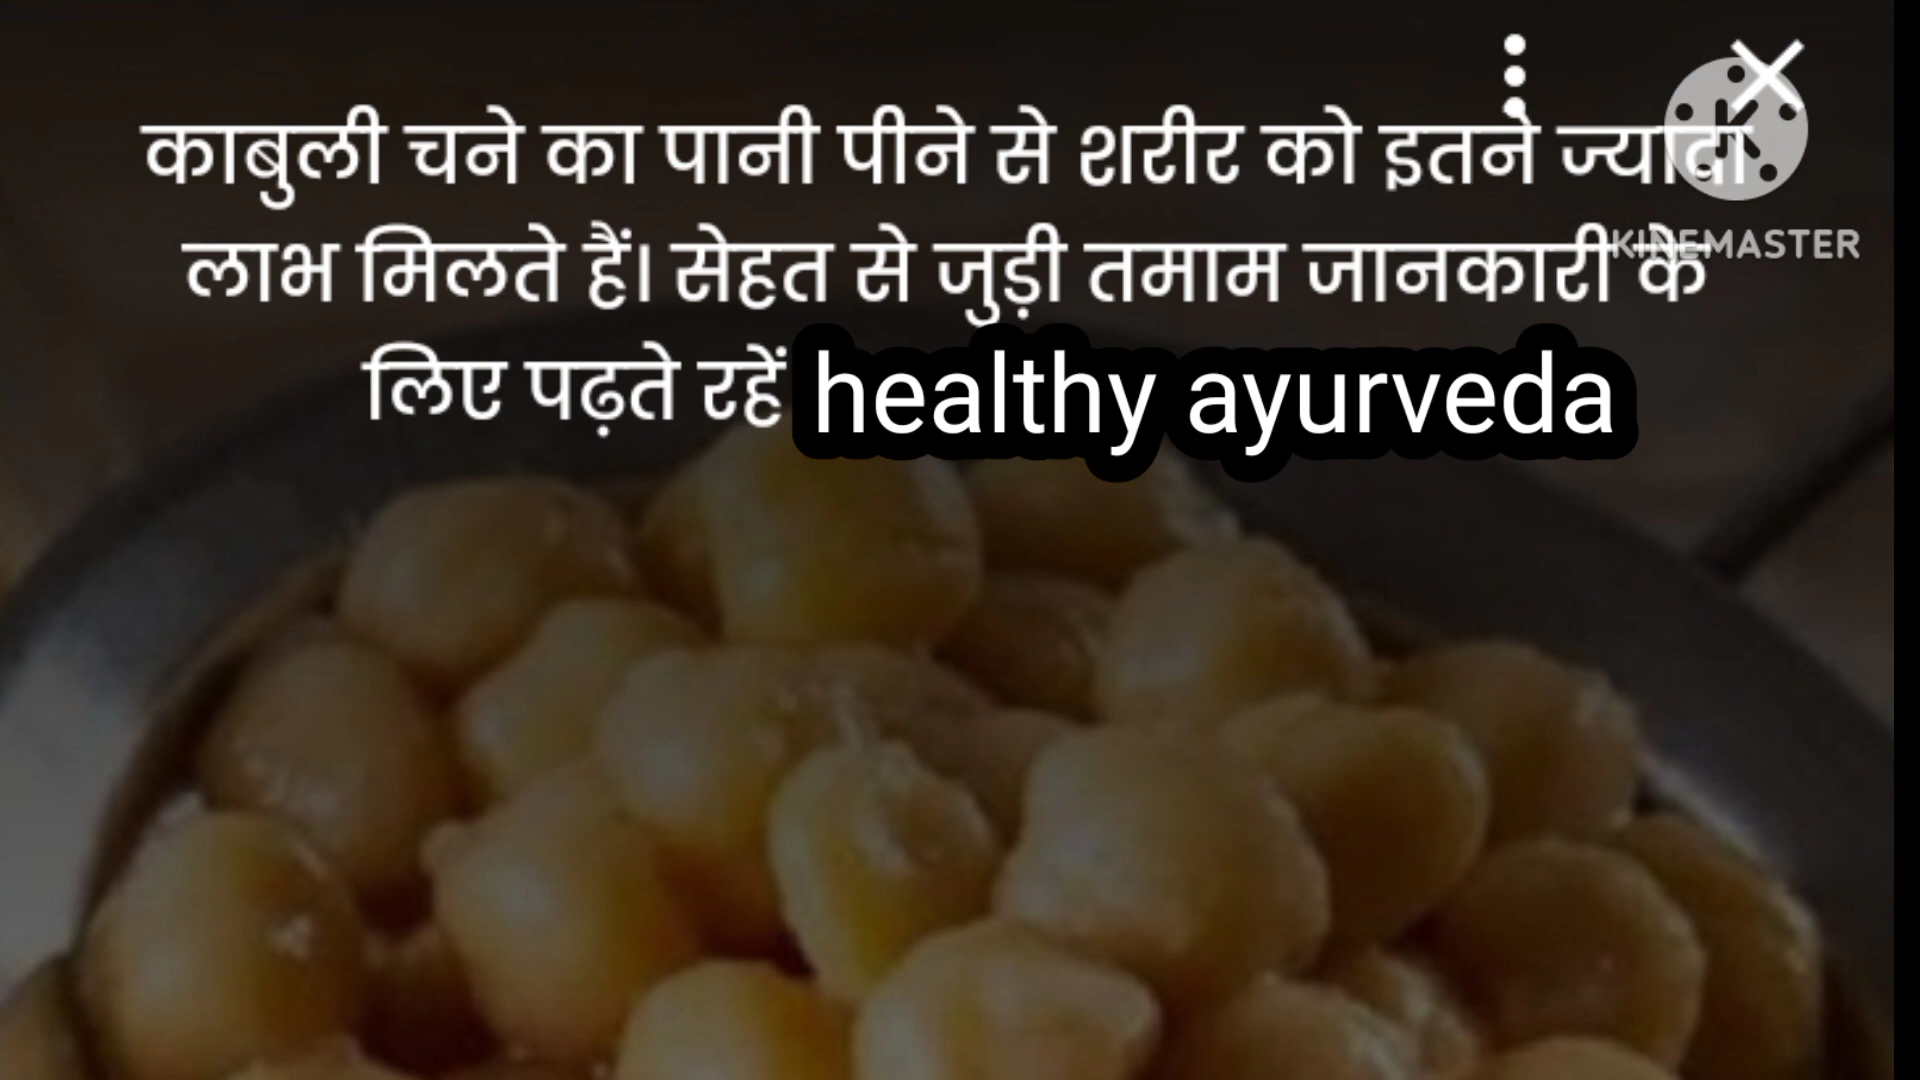 काबुली चने का पानी पीने से शरीर को इतने ज्यादा
लाभ मिलते हैं। सेहत से जुड़ी तमाम जानकारी के
लिए पढ़ते रहें healthy ayurveda
KINEMASTER